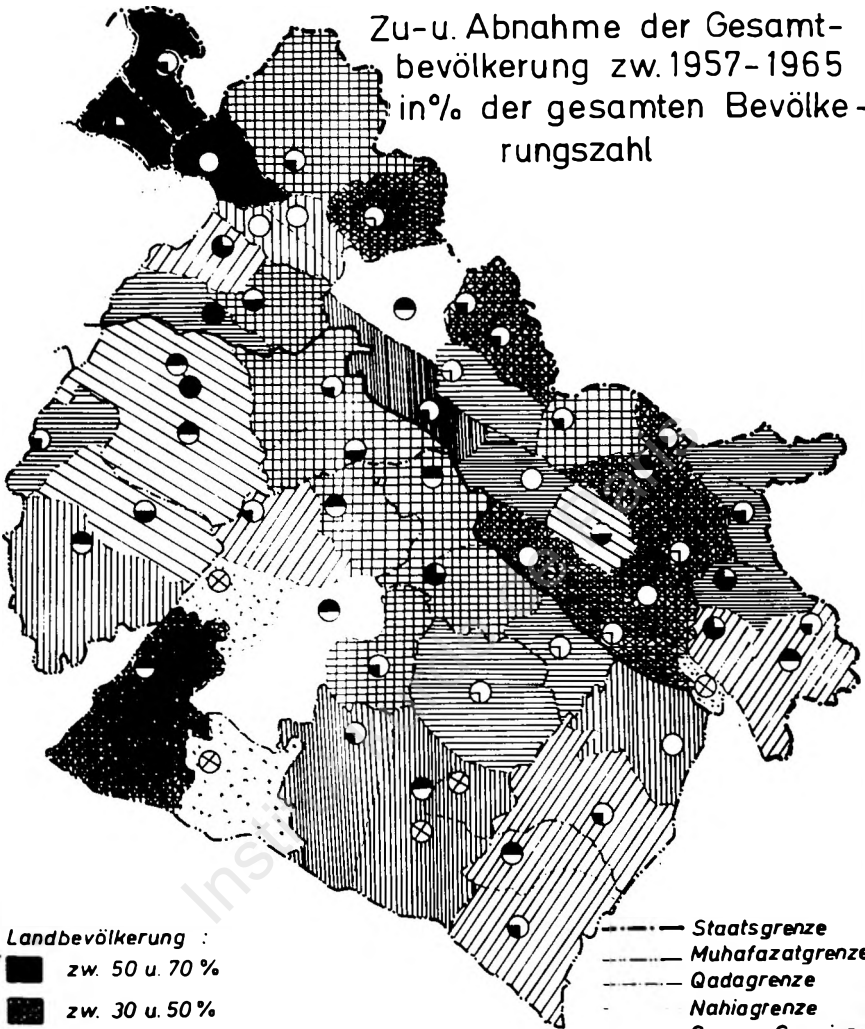 Zu-u. Abnahme der Gesamt-
bevölkerung zw. 1957-1965
in% der gesamten Bevölke-
rungszahl
Landbevölkerung :
zw. 50 u. 70 %
zw. 30 u. 50 %
Staatsgrenze
Muhafazatgrenze
Qadagrenze
Nahiagrenze